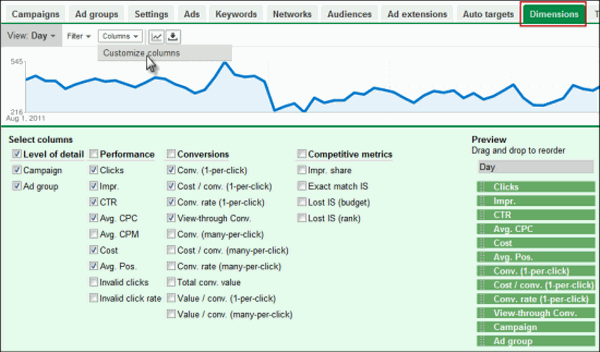 Campaigns Ad groups Settings Ads Keywords Networks Audiences Ad extensions Auto targets Dimensions
View: Day Filter Columns
Customize columns
545
216
Aug 1, 2011
Select columns
Level of detail Performance Conversions Competitive metrics
Campaign Clicks Conv. (1-per-click) Impr. share
Ad group Impr. Cost / conv. (1-per-click) Exact match IS
CTR Conv. rate (1-per-click) Lost IS (budget)
Avg. CPC View-through Conv. Lost IS (rank)
Avg. CPM Conv. (many-per-click)
Cost Cost / conv. (many-per-click)
Avg. Pos. Conv. rate (many-per-click)
Invalid clicks Total conv. value
Invalid click rate Value / conv. (1-per-click)
Value / conv. (many-per-click)
Preview
Drag and drop to reorder
Day
Clicks
Impr.
CTR
Avg. CPC
Cost
Avg. Pos.
Conv. (1-per-click)
Cost / conv. (1-per-click)
Conv. rate (1-per-click)
View-through Conv.
Campaign
Ad group